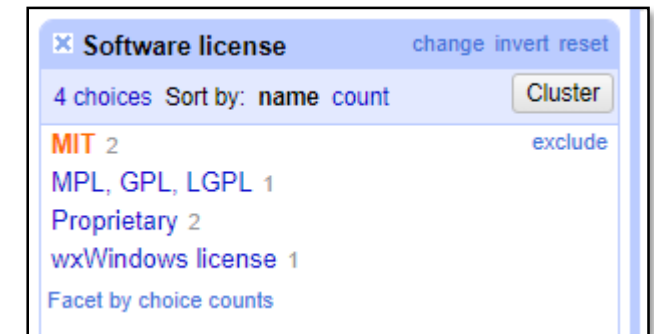 Software license change invert reset
4 choices Sort by: name count Cluster
MIT 2 exclude
MPL, GPL, LGPL 1
Proprietary 2
wxWindows license 1
Facet by choice counts